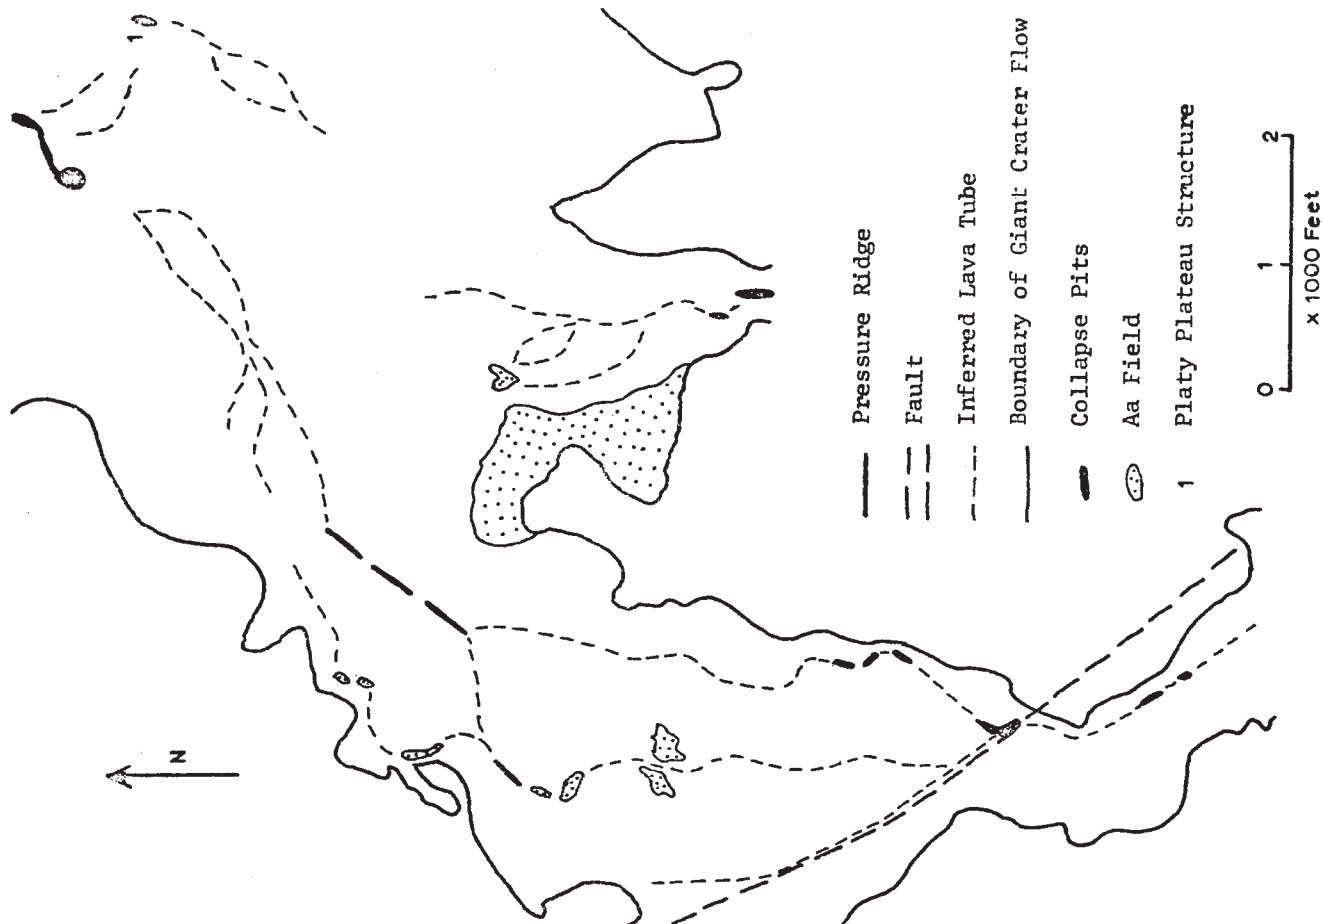 1
N
Pressure Ridge
Fault
Inferred Lava Tube
Boundary of Giant Crater Flow
Collapse Pits
Aa Field
1 Platy Plateau Structure
0 1 2
x 1000 Feet